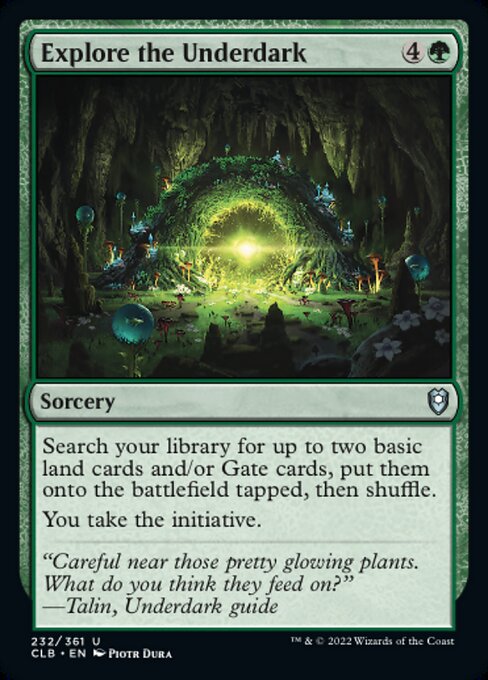 Explore the Underdark 4
Sorcery
Search your library for up to two basic
land cards and/or Gate cards, put them
onto the battlefield tapped, then shuffle.
You take the initiative.
“Careful near those pretty glowing plants.
What do you think they feed on?”
—Talin, Underdark guide
232/361 U
™ & © 2022 Wizards of the Coast
CLB • EN Piotr Dura